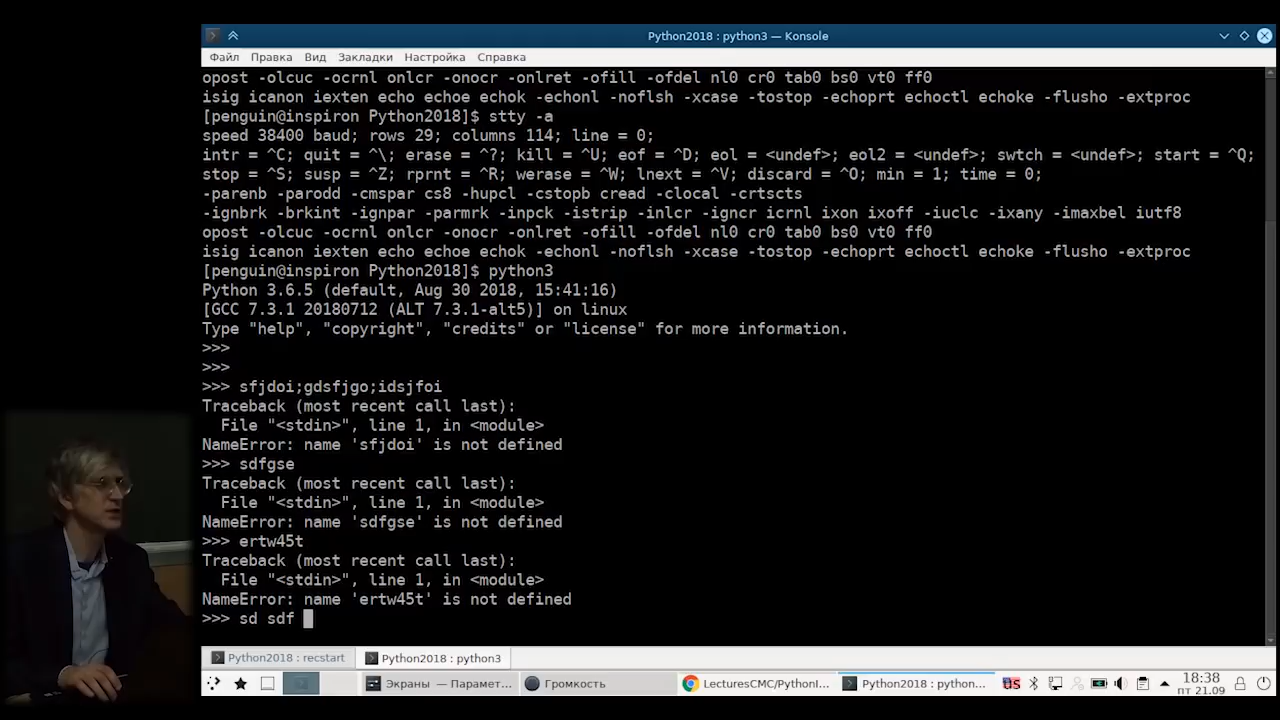 Python2018 : python3 — Konsole
Файл Правка Вид Закладки Настройка Справка
opost -olcuc -ocrnl onlcr -onocr -onlret -ofill -ofdel nl0 cr0 tab0 bs0 vt0 ff0
isig icanon iexten echo echoe echok -echonl -noflsh -xcase -tostop -echoprt echoctl echoke -flusho -extproc
[penguin@inspiron Python2018]$ stty -a
speed 38400 baud; rows 29; columns 114; line = 0;
intr = ^C; quit = ^\; erase = ^?; kill = ^U; eof = ^D; eol = <undef>; eol2 = <undef>; swtch = <undef>; start = ^Q;
stop = ^S; susp = ^Z; rprnt = ^R; werase = ^W; lnext = ^V; discard = ^O; min = 1; time = 0;
-parenb -parodd -cmspar cs8 -hupcl -cstopb cread -clocal -crtscts
-ignbrk -brkint -ignpar -parmrk -inpck -istrip -inlcr -igncr icrnl ixon ixoff -iuclc -ixany -imaxbel iutf8
opost -olcuc -ocrnl onlcr -onocr -onlret -ofill -ofdel nl0 cr0 tab0 bs0 vt0 ff0
isig icanon iexten echo echoe echok -echonl -noflsh -xcase -tostop -echoprt echoctl echoke -flusho -extproc
[penguin@inspiron Python2018]$ python3
Python 3.6.5 (default, Aug 30 2018, 15:41:16)
[GCC 7.3.1 20180712 (ALT 7.3.1-alt5)] on linux
Type "help", "copyright", "credits" or "license" for more information.
>>>
>>>
>>> sfjdoi;gdsfjgo;idsjfoi
Traceback (most recent call last):
  File "<stdin>", line 1, in <module>
NameError: name 'sfjdoi' is not defined
>>> sdfgse
Traceback (most recent call last):
  File "<stdin>", line 1, in <module>
NameError: name 'sdfgse' is not defined
>>> ertw45t
Traceback (most recent call last):
  File "<stdin>", line 1, in <module>
NameError: name 'ertw45t' is not defined
>>> sd sdf
Python2018 : recstart Python2018 : python3
Экраны — Парамет... Громкость LecturesCMC/PythonI... Python2018 : python... US 18:38
пт 21.09